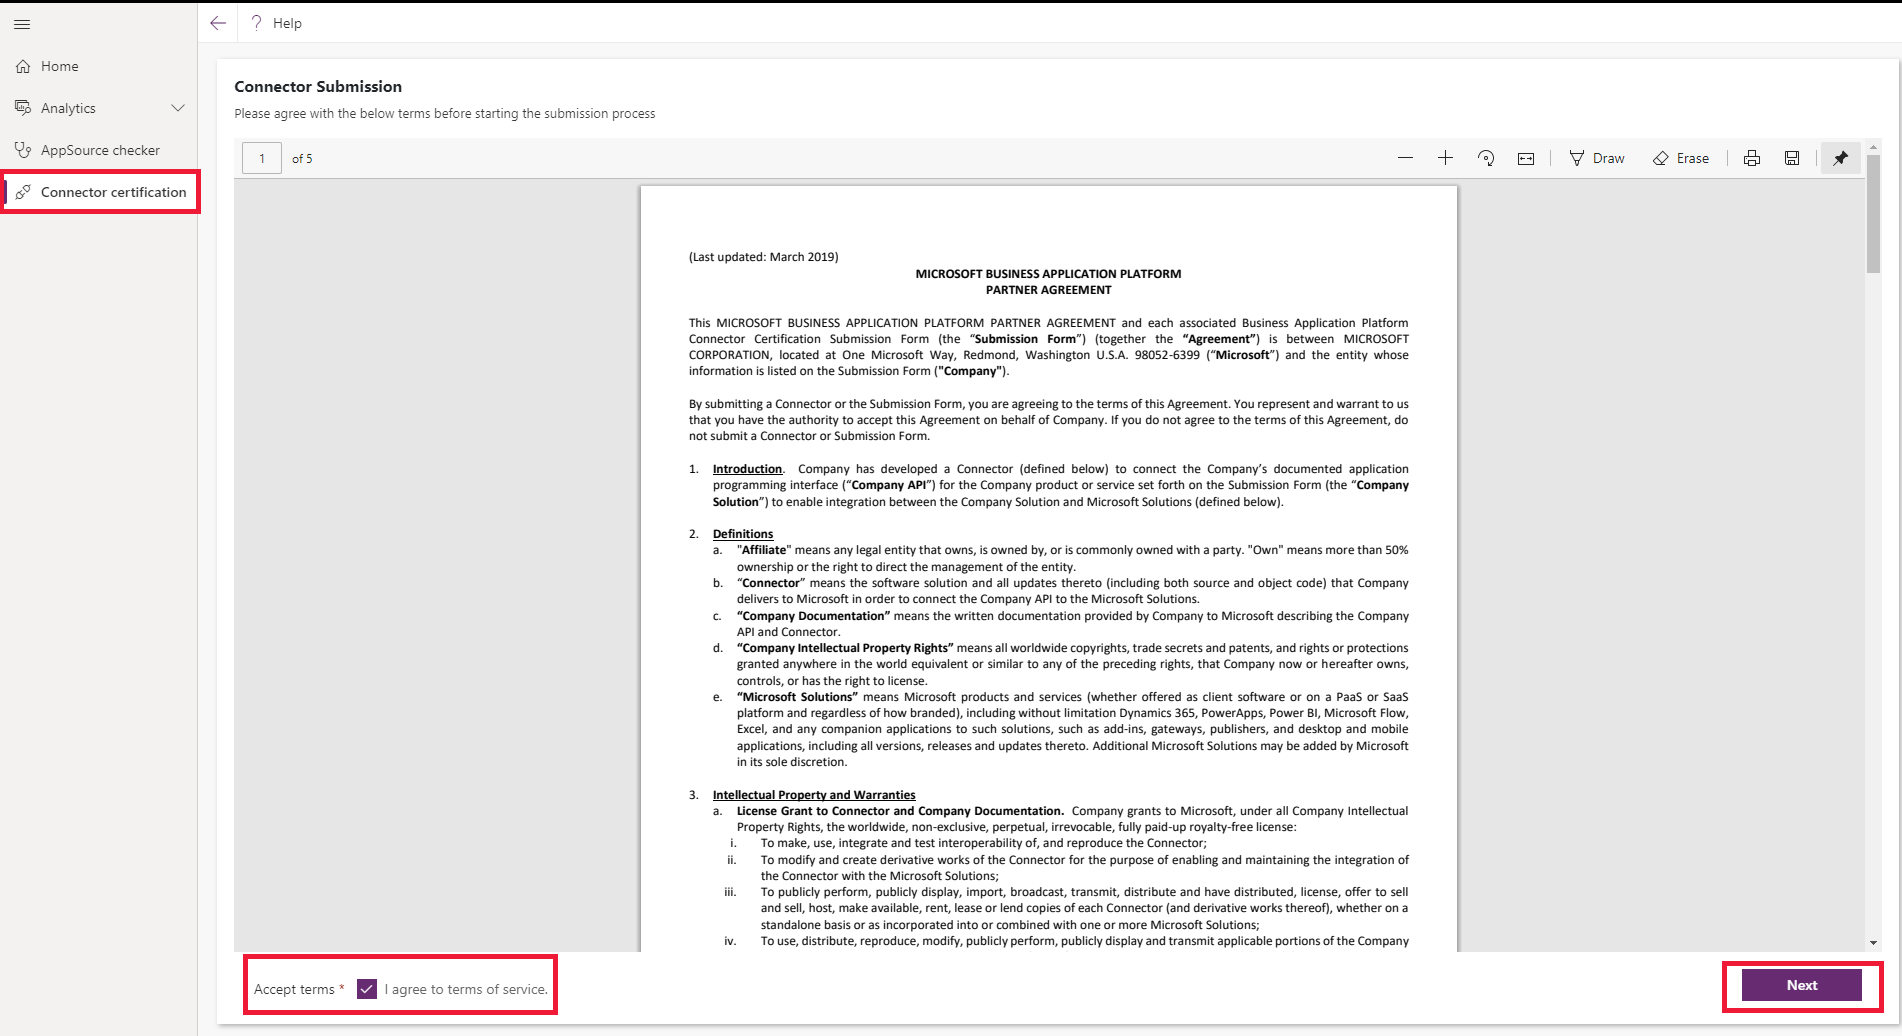 Help
Home
Analytics
AppSource checker
Connector certification
Connector Submission
Please agree with the below terms before starting the submission process
1 of 5
Draw
Erase
(Last updated: March 2019)
MICROSOFT BUSINESS APPLICATION PLATFORM
PARTNER AGREEMENT
This MICROSOFT BUSINESS APPLICATION PLATFORM PARTNER AGREEMENT and each associated Business Application Platform
Connector Certification Submission Form (the “Submission Form”) (together the “Agreement”) is between MICROSOFT
CORPORATION, located at One Microsoft Way, Redmond, Washington U.S.A. 98052-6399 (“Microsoft”) and the entity whose
information is listed on the Submission Form ("Company").
By submitting a Connector or the Submission Form, you are agreeing to the terms of this Agreement. You represent and warrant to us
that you have the authority to accept this Agreement on behalf of Company. If you do not agree to the terms of this Agreement, do
not submit a Connector or Submission Form.
1. Introduction. Company has developed a Connector (defined below) to connect the Company’s documented application
programming interface (“Company API”) for the Company product or service set forth on the Submission Form (the “Company
Solution”) to enable integration between the Company Solution and Microsoft Solutions (defined below).
2. Definitions
a. "Affiliate" means any legal entity that owns, is owned by, or is commonly owned with a party. "Own" means more than 50%
ownership or the right to direct the management of the entity.
b. “Connector” means the software solution and all updates thereto (including both source and object code) that Company
delivers to Microsoft in order to connect the Company API to the Microsoft Solutions.
c. “Company Documentation” means the written documentation provided by Company to Microsoft describing the Company
API and Connector.
d. “Company Intellectual Property Rights” means all worldwide copyrights, trade secrets and patents, and rights or protections
granted anywhere in the world equivalent or similar to any of the preceding rights, that Company now or hereafter owns,
controls, or has the right to license.
e. “Microsoft Solutions” means Microsoft products and services (whether offered as client software or on a PaaS or SaaS
platform and regardless of how branded), including without limitation Dynamics 365, PowerApps, Power BI, Microsoft Flow,
Excel, and any companion applications to such solutions, such as add-ins, gateways, publishers, and desktop and mobile
applications, including all versions, releases and updates thereto. Additional Microsoft Solutions may be added by Microsoft
in its sole discretion.
3. Intellectual Property and Warranties
a. License Grant to Connector and Company Documentation. Company grants to Microsoft, under all Company Intellectual
Property Rights, the worldwide, non-exclusive, perpetual, irrevocable, fully paid-up royalty-free license:
i. To make, use, integrate and test interoperability of, and reproduce the Connector;
ii. To modify and create derivative works of the Connector for the purpose of enabling and maintaining the integration of
the Connector with the Microsoft Solutions;
iii. To publicly perform, publicly display, import, broadcast, transmit, distribute and have distributed, license, offer to sell
and sell, host, make available, rent, lease or lend copies of each Connector (and derivative works thereof), whether on a
standalone basis or as incorporated into or combined with one or more Microsoft Solutions;
iv. To use, distribute, reproduce, modify, publicly perform, publicly display and transmit applicable portions of the Company
Accept terms * I agree to terms of service.
Next